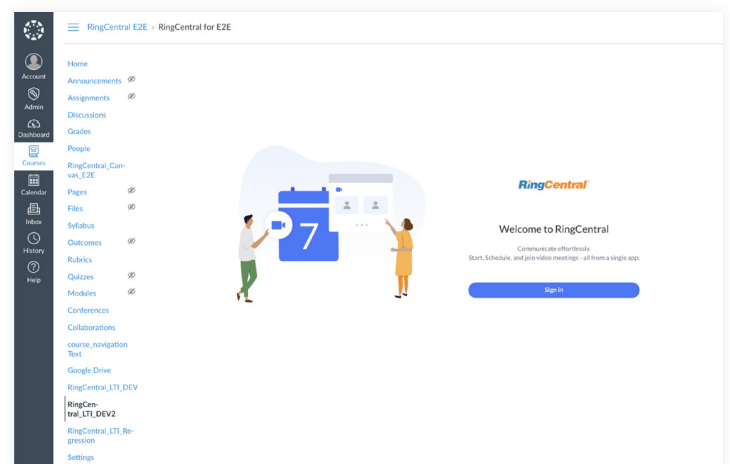 RingCentral E2E › RingCentral for E2E
Account
Admin
Dashboard
Courses
Calendar
Inbox
History
Help
Home
Announcements
Assignments
Discussions
Grades
People
RingCentral_Can-
vas_E2E
Pages
Files
Syllabus
Outcomes
Rubrics
Quizzes
Modules
Conferences
Collaborations
course_navigation
Text
Google Drive
RingCentral_LTI_DEV
RingCen-
tral_LTI_DEV2
RingCentral_LTI_Re-
gression
Settings
7
RingCentral
Welcome to RingCentral
Communicate effortlessly.
Start, Schedule, and join video meetings - all from a single app.
Sign in